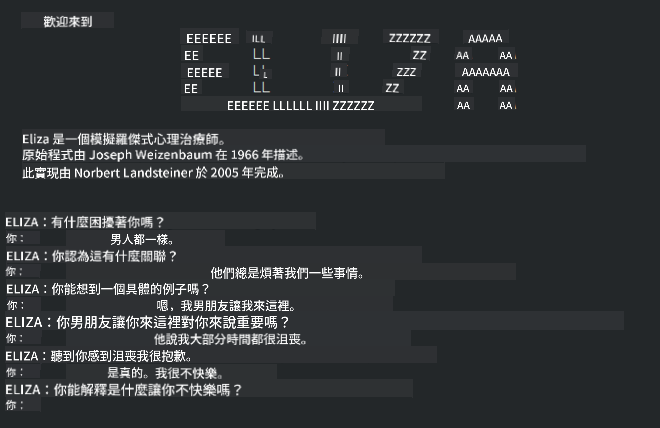 歡迎來到
EEEEEE ILL IIII ZZZZZZ AAAAA
EE LL II ZZ AA AA
EEEEE LL II ZZZ AAAAAAA
EE LL II ZZ AA AA
EEEEEE LLLLLL IIII ZZZZZZ AA AA
Eliza 是一個模擬羅傑式心理治療師。
原始程式由 Joseph Weizenbaum 在 1966 年描述。
此實現由 Norbert Landsteiner 於 2005 年完成。
ELIZA：有什麼困擾著你嗎？
你： 男人都一樣。
ELIZA：你認為這有什麼關聯？
你： 他們總是煩著我們一些事情。
ELIZA：你能想到一個具體的例子嗎？
你： 嗯，我男朋友讓我來這裡。
ELIZA：你男朋友讓你來這裡對你來說重要嗎？
你： 他說我大部分時間都很沮喪。
ELIZA：聽到你感到沮喪我很抱歉。
你： 是真的。我很不快樂。
ELIZA：你能解釋是什麼讓你不快樂嗎？
你：